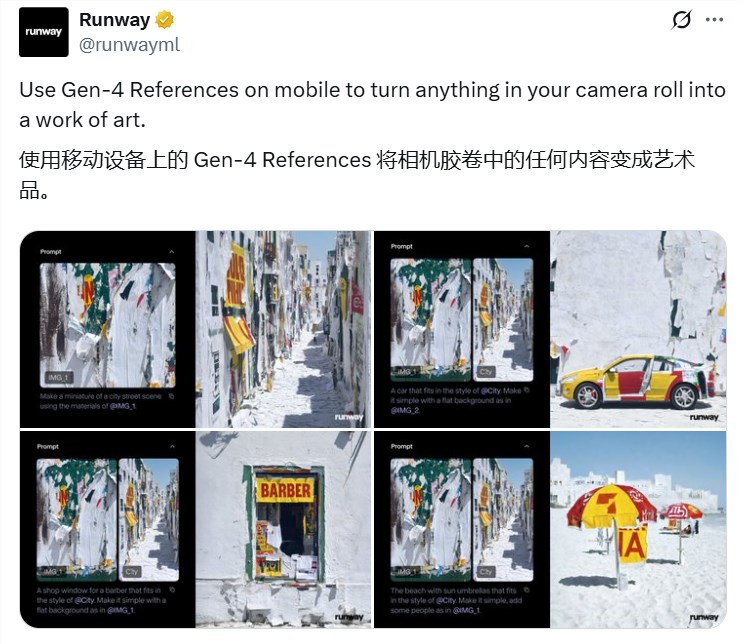 runway
Runway
@runwayml
Use Gen-4 References on mobile to turn anything in your camera roll into
a work of art.
使用移动设备上的 Gen-4 References 将相机胶卷中的任何内容变成艺术
品。
Prompt
IMG_1
Make a miniature of a city street scene
using the materials of @IMG_1.
runway
Prompt
IMG_1
City
A car that fits in the style of @City. Make
it simple with a flat background as in
@IMG_2.
runway
Prompt
IMG_1
City
A shop window for a barber that fits in
the style of @City. Make it simple with a
flat background as in @IMG_1.
BARBER
runway
Prompt
IMG_1
City
The beach with sun umbrellas that fits in
the style of @City. Make it simple, add
some people as in @IMG_1.
NA
runway